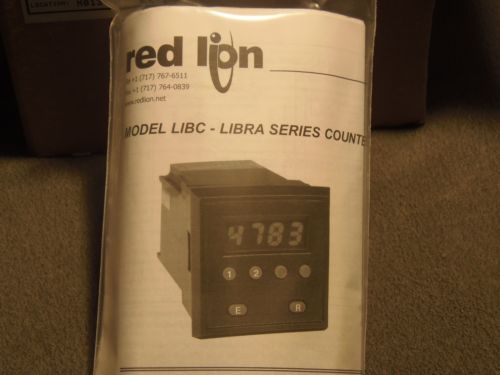 LOCATION:
red lion
+1 (717) 767-6511
+1 (717) 764-0839
www.redlion.net
MODEL LIBC - LIBRA SERIES COUNTE
4783
1 2
E R